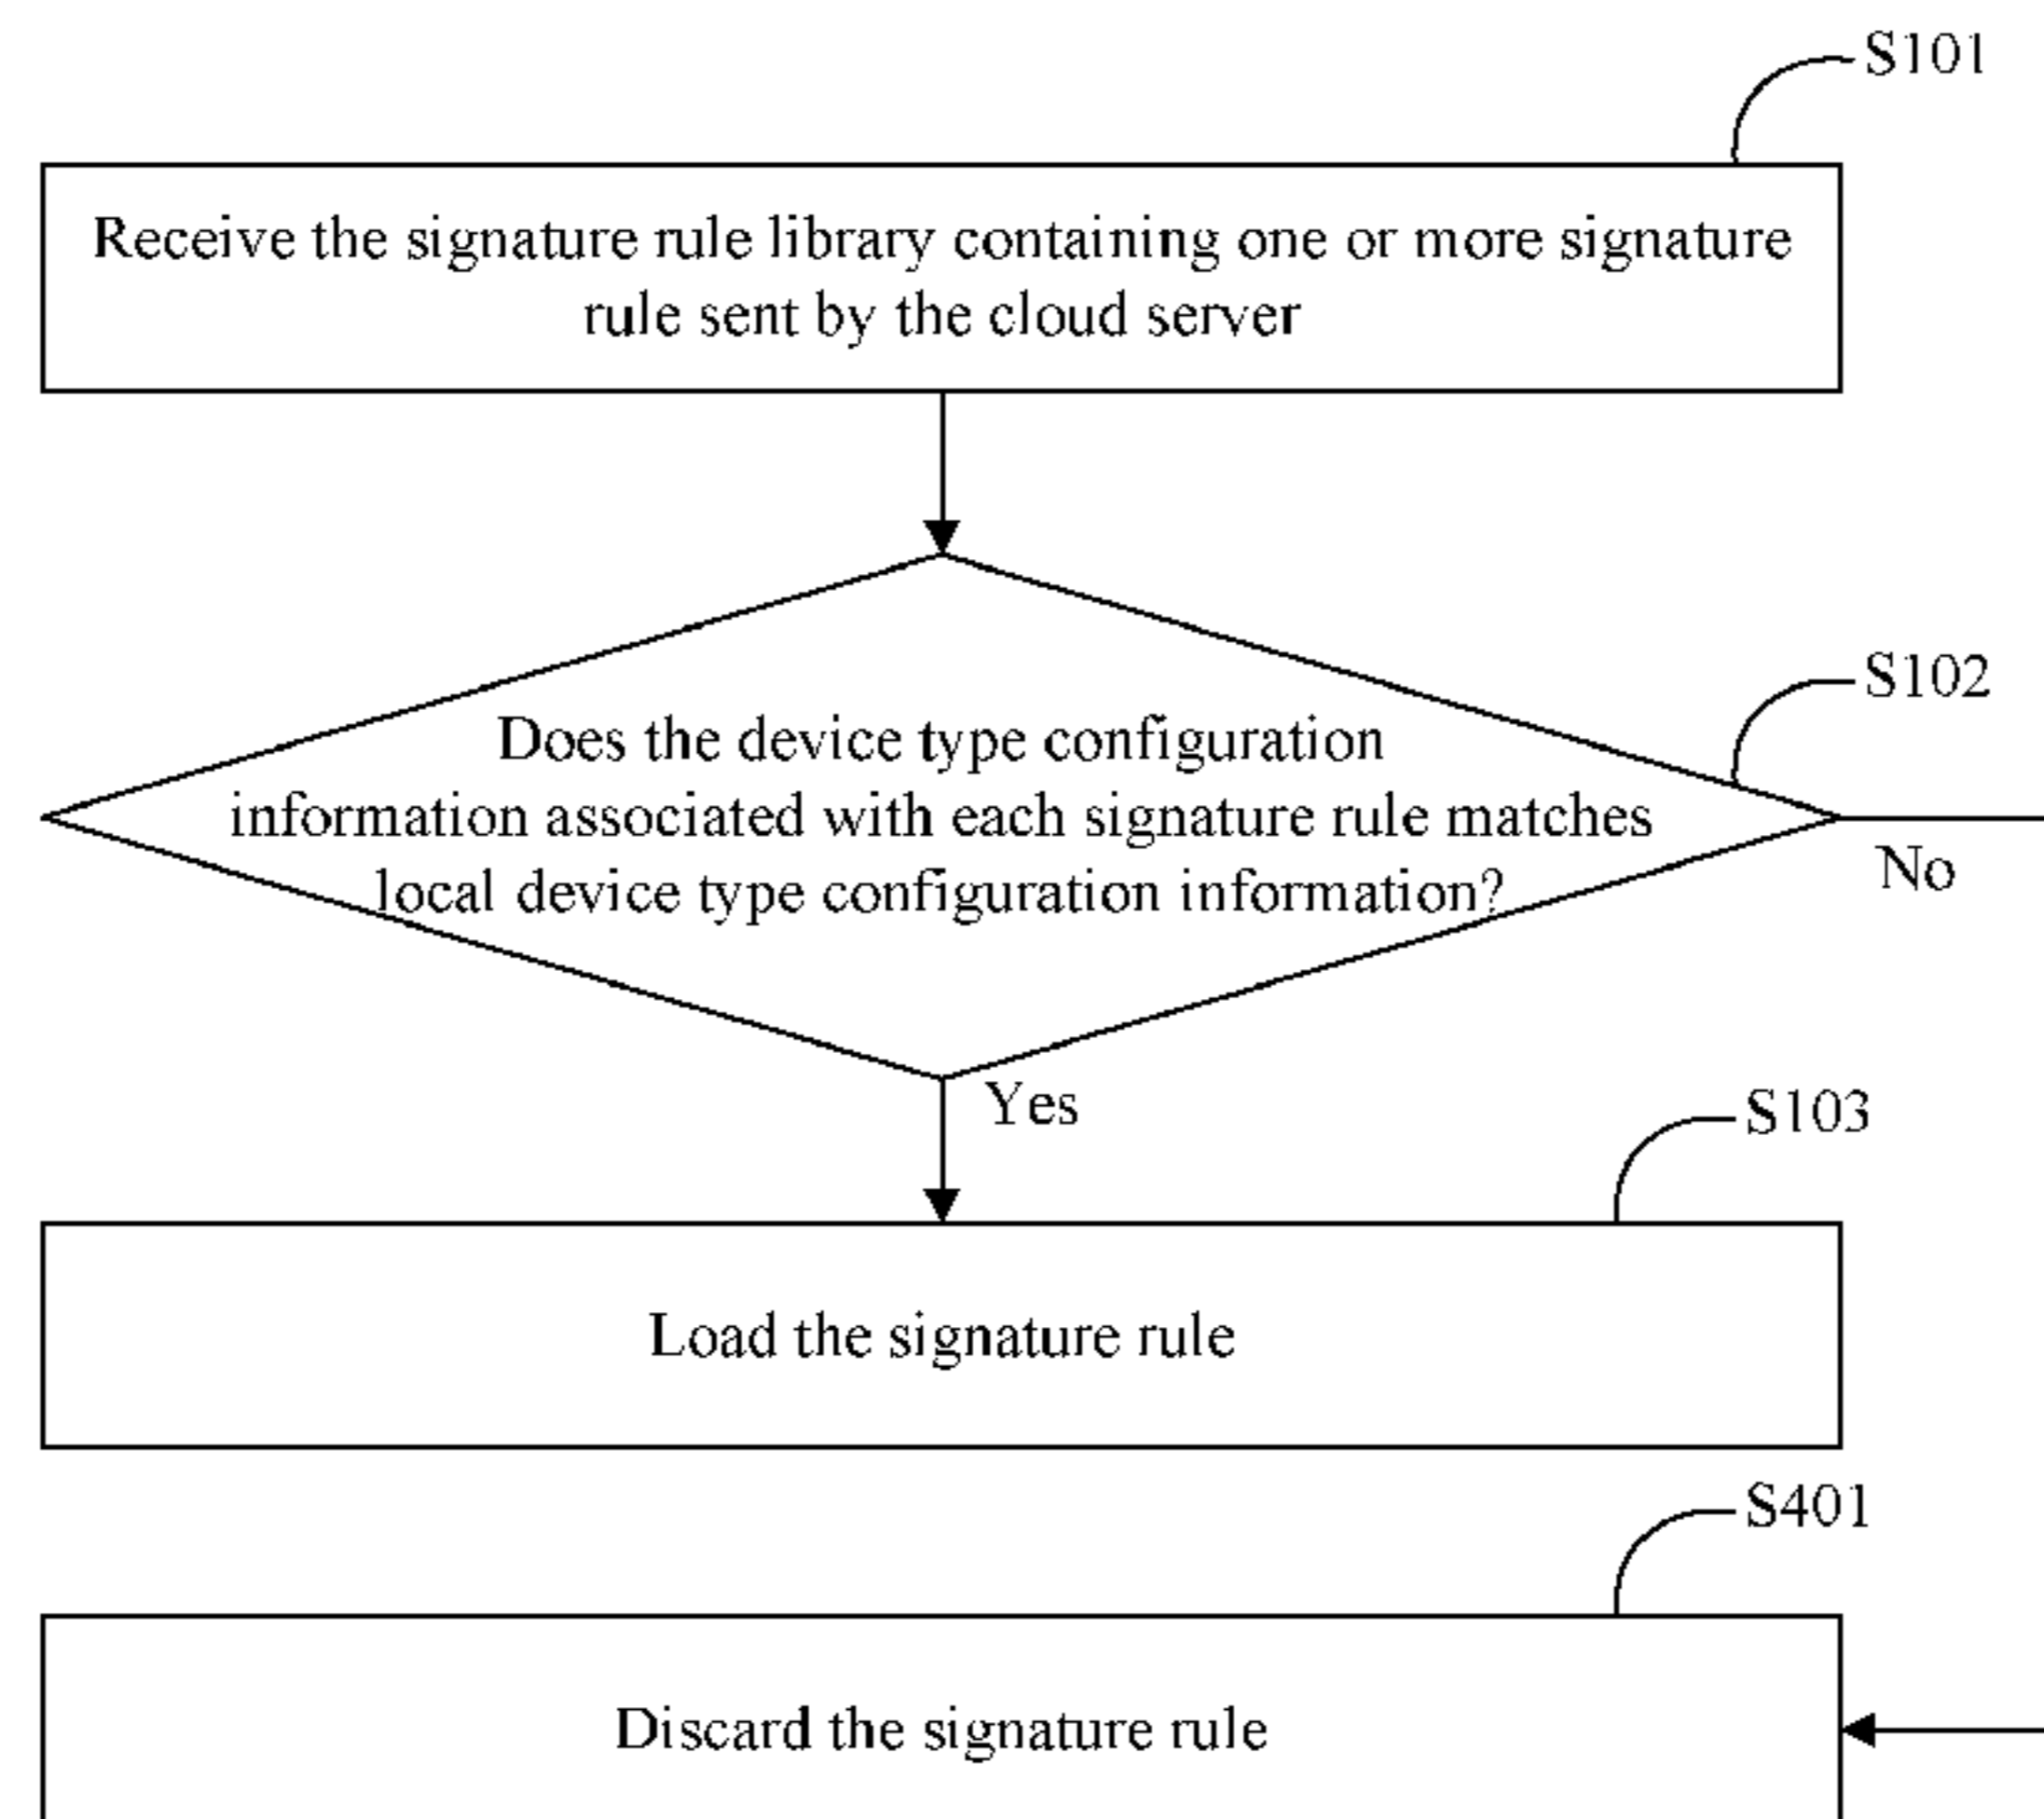 S101
Receive the signature rule library containing one or more signature
rule sent by the cloud server
S102
Does the device type configuration
information associated with each signature rule matches
local device type configuration information?
No
Yes
S103
Load the signature rule
S401
Discard the signature rule